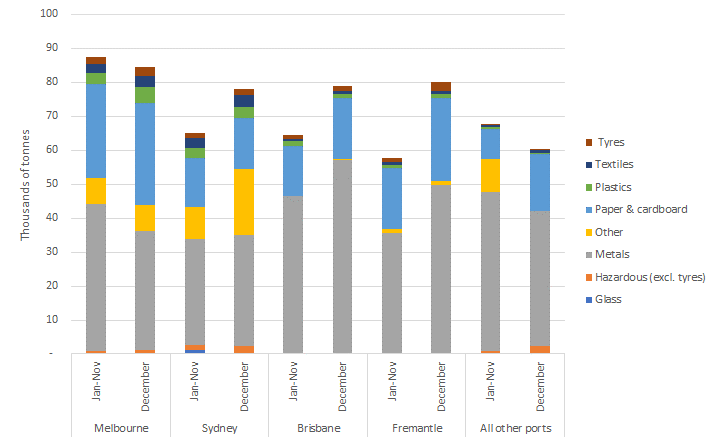 100
90
80
70
60
50
40
30
20
10
-
Thousands of tonnes
Jan-Nov
December
Jan-Nov
December
Jan-Nov
December
Jan-Nov
December
Jan-Nov
December
Melbourne
Sydney
Brisbane
Fremantle
All other ports
Tyres
Textiles
Plastics
Paper & cardboard
Other
Metals
Hazardous (excl. tyres)
Glass